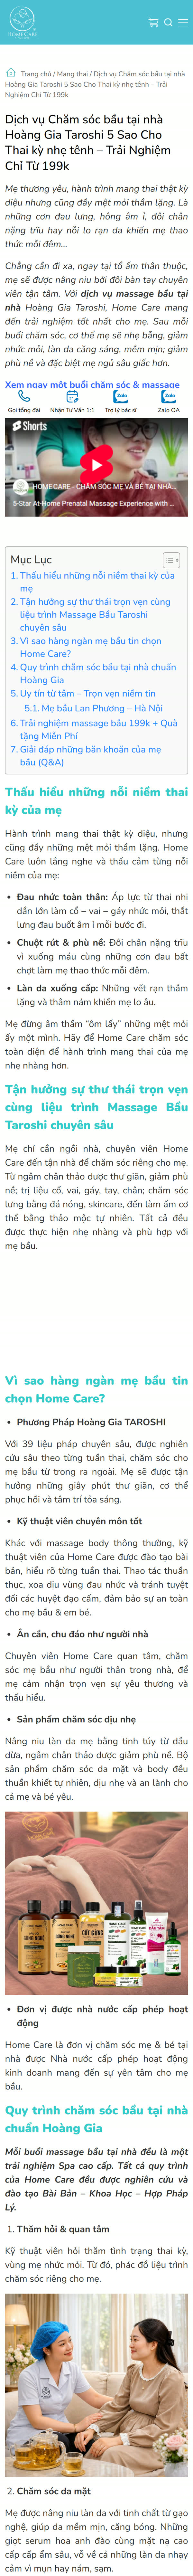 HOME CARE
Trang chủ / Mang thai / Dịch vụ Chăm sóc bầu tại nhà
Hoàng Gia Taroshi 5 Sao Cho Thai kỳ nhẹ tênh – Trải
Nghiệm Chỉ Từ 199k
Dịch vụ Chăm sóc bầu tại nhà
Hoàng Gia Taroshi 5 Sao Cho
Thai kỳ nhẹ tênh – Trải Nghiệm
Chỉ Từ 199k
Mẹ thương yêu, hành trình mang thai thật kỳ
diệu nhưng cũng đầy mệt mỏi thầm lặng. Là
những cơn đau lưng, hông âm ỉ, đôi chân
nặng trĩu hay nỗi lo rạn da khiến mẹ thao
thức mỗi đêm…
Chẳng cần đi xa, ngay tại tổ ấm thân thuộc,
mẹ sẽ được nâng niu bởi đôi bàn tay chuyên
viên tận tâm. Với dịch vụ massage bầu tại
nhà Hoàng Gia Taroshi, Home Care mang
đến trải nghiệm tốt nhất cho mẹ. Sau mỗi
buổi chăm sóc, cơ thể mẹ sẽ nhẹ bẫng, giảm
nhức mỏi, làn da căng sáng, mềm mịn; giảm
phù nề và đặc biệt mẹ ngủ sâu giấc hơn.
Xem ngay một buổi chăm sóc & massage
Gọi tổng đài
Nhận Tư Vấn 1:1
Zalo
Trợ lý bác sĩ
Zalo
Zalo OA
Shorts
HOME CARE - CHĂM SÓC MẸ VÀ BÉ TẠI NHÀ...
5-Star At-Home Prenatal Massage Experience with ...
Mục Lục
1. Thấu hiểu những nỗi niềm thai kỳ của
mẹ
2. Tận hưởng sự thư thái trọn vẹn cùng
liệu trình Massage Bầu Taroshi
chuyên sâu
3. Vì sao hàng ngàn mẹ bầu tin chọn
Home Care?
4. Quy trình chăm sóc bầu tại nhà chuẩn
Hoàng Gia
5. Uy tín từ tâm – Trọn vẹn niềm tin
5.1. Mẹ bầu Lan Phương – Hà Nội
6. Trải nghiệm massage bầu 199k + Quà
tặng Miễn Phí
7. Giải đáp những băn khoăn của mẹ
bầu (Q&A)
Thấu hiểu những nỗi niềm thai
kỳ của mẹ
Hành trình mang thai thật kỳ diệu, nhưng
cũng đầy những mệt mỏi thầm lặng. Home
Care luôn lắng nghe và thấu cảm từng nỗi
niềm của mẹ:
• Đau nhức toàn thân: Áp lực từ thai nhi
dần lớn làm cổ – vai – gáy nhức mỏi, thắt
lưng đau buốt âm ỉ mỗi bước đi.
• Chuột rút & phù nề: Đôi chân nặng trĩu
vì xuống máu cùng những cơn đau bất
chợt làm mẹ thao thức mỗi đêm.
• Làn da xuống cấp: Những vết rạn thầm
lặng và thâm nám khiến mẹ lo âu.
Mẹ đừng âm thầm "ôm lấy" những mệt mỏi
ấy một mình. Hãy để Home Care chăm sóc
toàn diện để hành trình mang thai của mẹ
nhẹ nhàng hơn.
Tận hưởng sự thư thái trọn vẹn
cùng liệu trình Massage Bầu
Taroshi chuyên sâu
Mẹ chỉ cần ngồi nhà, chuyên viên Home
Care đến tận nhà để chăm sóc riêng cho mẹ.
Từ ngâm chân thảo dược thư giãn, giảm phù
nề; trị liệu cổ, vai, gáy, tay, chân; chăm sóc
lưng bằng đá nóng, skincare, đến làm ấm cơ
thể bằng thảo mộc tự nhiên. Tất cả đều
được thực hiện nhẹ nhàng và phù hợp với
mẹ bầu.
Vì sao hàng ngàn mẹ bầu tin
chọn Home Care?
• Phương Pháp Hoàng Gia TAROSHI
Với 39 liệu pháp chuyên sâu, được nghiên
cứu sâu theo từng tuần thai, chăm sóc cho
mẹ bầu từ trong ra ngoài. Mẹ sẽ được tận
hưởng những giây phút thư giãn, cơ thể
phục hồi và tâm trí tỏa sáng.
• Kỹ thuật viên chuyên môn tốt
Khác với massage body thông thường, kỹ
thuật viên của Home Care được đào tạo bài
bản, hiểu rõ từng tuần thai. Thao tác thuần
thục, xoa dịu vùng đau nhức và tránh tuyệt
đối các huyệt đạo cấm, đảm bảo sự an toàn
cho mẹ bầu & em bé.
• Ân cần, chu đáo như người nhà
Chuyên viên Home Care quan tâm, chăm
sóc mẹ bầu như người thân trong nhà, để
mẹ cảm nhận trọn vẹn sự yêu thương và
thấu hiểu.
• Sản phẩm chăm sóc dịu nhẹ
Nâng niu làn da mẹ bằng tinh túy từ dầu
dừa, ngâm chân thảo dược giảm phù nề. Bộ
sản phẩm chăm sóc da mặt và body đều
thuần khiết tự nhiên, dịu nhẹ và an lành cho
cả mẹ và bé yêu.
• Đơn vị được nhà nước cấp phép hoạt
động
Home Care là đơn vị chăm sóc mẹ & bé tại
nhà được Nhà nước cấp phép hoạt động
kinh doanh mang đến sự yên tâm cho mẹ
bầu.
Quy trình chăm sóc bầu tại nhà
chuẩn Hoàng Gia
Mỗi buổi massage bầu tại nhà đều là một
trải nghiệm Spa cao cấp. Tất cả quy trình
của Home Care đều được nghiên cứu và
đào tạo Bài Bản – Khoa Học – Hợp Pháp
Lý.
1. Thăm hỏi & quan tâm
Kỹ thuật viên hỏi thăm tình trạng thai kỳ,
vùng mẹ nhức mỏi. Từ đó, phác đồ liệu trình
chăm sóc riêng cho mẹ.
2. Chăm sóc da mặt
Mẹ được nâng niu làn da với tinh chất từ gạo
nghệ, giúp da mềm mịn, căng bóng. Những
giọt serum hoa anh đào cùng mặt nạ cao
cấp cấp ẩm sâu, vỗ về cả những làn da nhạy
cảm vì mụn hay nám, sạm.